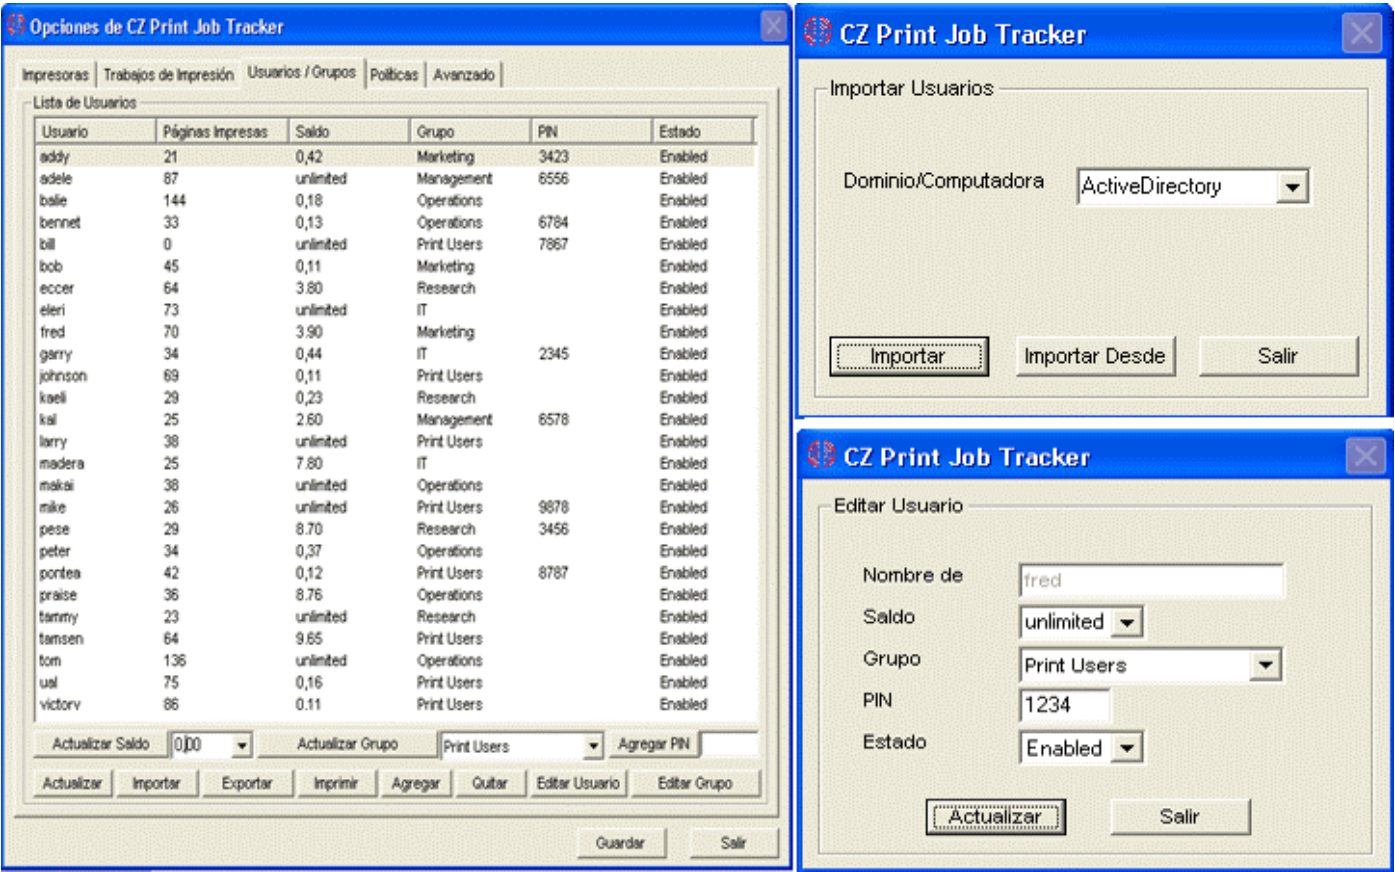 Opciones de CZ Print Job Tracker
Impresoras Trabajos de Impresión Usuarios / Grupos Políticas Avanzado
Lista de Usuarios
Usuario Páginas Impresas Saldo Grupo PIN Estado
addy 21 0,42 Marketing 3423 Enabled
adele 87 unlimited Management 6556 Enabled
balie 144 0,18 Operations Enabled
bennet 33 0,13 Operations 6784 Enabled
bill 0 unlimited Print Users 7867 Enabled
bob 45 0,11 Marketing Enabled
eccer 64 3.80 Research Enabled
eleri 73 unlimited IT Enabled
fred 70 3.90 Marketing Enabled
garry 34 0,44 IT 2345 Enabled
johnson 69 0,11 Print Users Enabled
kaeli 29 0,23 Research Enabled
kal 25 2.60 Management 6578 Enabled
larry 38 unlimited Print Users Enabled
madera 25 7.80 IT Enabled
makai 38 unlimited Operations Enabled
mike 26 unlimited Print Users 9878 Enabled
pese 29 8.70 Research 3456 Enabled
peter 34 0,37 Operations Enabled
pontea 42 0,12 Print Users 8787 Enabled
praise 36 8.76 Operations Enabled
tammy 23 unlimited Research Enabled
tamsen 64 9.65 Print Users Enabled
tom 136 unlimited Operations Enabled
ual 75 0,16 Print Users Enabled
victory 86 0.11 Print Users Enabled
Actualizar Saldo 0,00 Actualizar Grupo Print Users Agregar PIN
Actualizar Importar Exportar Imprimir Agregar Quitar Editar Usuario Editar Grupo
Guardar Salir
CZ Print Job Tracker
Importar Usuarios
Dominio/Computadora ActiveDirectory
Importar Importar Desde Salir
CZ Print Job Tracker
Editar Usuario
Nombre de fred
Saldo unlimited
Grupo Print Users
PIN 1234
Estado Enabled
Actualizar Salir